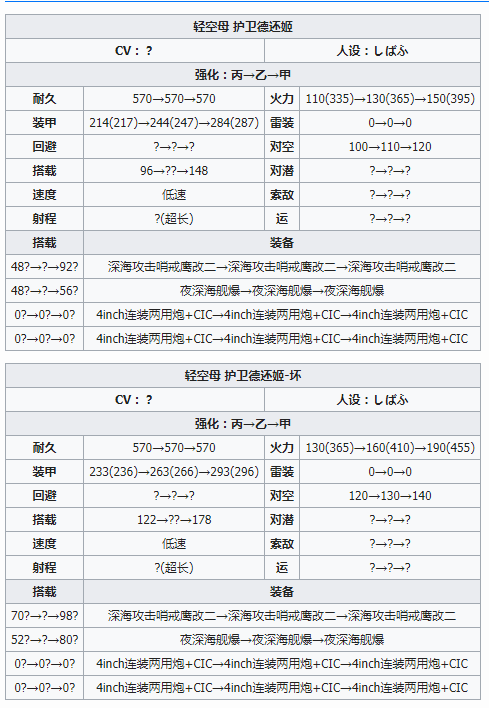 轻空母 护卫德还姬
CV：？ 人设：しばふ
强化：丙→乙→甲
耐久 570→570→570 火力 110(335)→130(365)→150(395)
装甲 214(217)→244(247)→284(287) 雷装 0→0→0
回避 ?→?→? 对空 100→110→120
搭载 96→??→148 对潜 ?→?→?
速度 低速 索敌 ?→?→?
射程 ?(超长) 运 ?→?→?
搭载 装备
48?→?→92? 深海攻击哨戒鹰改二→深海攻击哨戒鹰改二→深海攻击哨戒鹰改二
48?→?→56? 夜深海舰爆→夜深海舰爆→夜深海舰爆
0?→0?→0? 4inch连装两用炮+CIC→4inch连装两用炮+CIC→4inch连装两用炮+CIC
0?→0?→0? 4inch连装两用炮+CIC→4inch连装两用炮+CIC→4inch连装两用炮+CIC
轻空母 护卫德还姬-坏
CV：？ 人设：しばふ
强化：丙→乙→甲
耐久 570→570→570 火力 130(365)→160(410)→190(455)
装甲 233(236)→263(266)→293(296) 雷装 0→0→0
回避 ?→?→? 对空 120→130→140
搭载 122→??→178 对潜 ?→?→?
速度 低速 索敌 ?→?→?
射程 ?(超长) 运 ?→?→?
搭载 装备
70?→?→98? 深海攻击哨戒鹰改二→深海攻击哨戒鹰改二→深海攻击哨戒鹰改二
52?→?→80? 夜深海舰爆→夜深海舰爆→夜深海舰爆
0?→0?→0? 4inch连装两用炮+CIC→4inch连装两用炮+CIC→4inch连装两用炮+CIC
0?→0?→0? 4inch连装两用炮+CIC→4inch连装两用炮+CIC→4inch连装两用炮+CIC